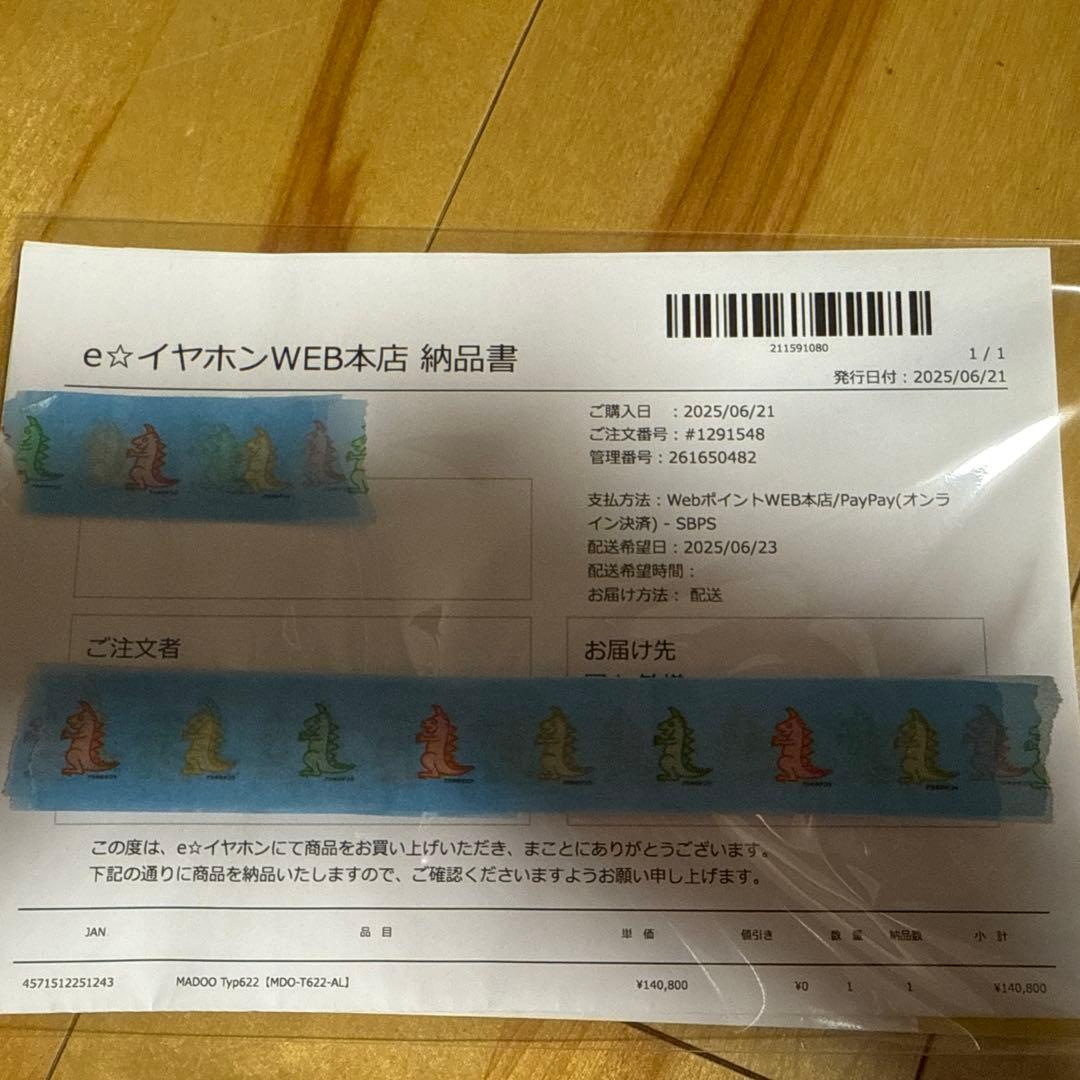 211591080
e☆イヤホンWEB本店 納品書
1 / 1
発行日付：2025/06/21
ご購入日 ：2025/06/21
ご注文番号：#1291548
管理番号：261650482
支払方法：WebポイントWEB本店/PayPay(オンラ
イン決済) - SBPS
配送希望日：2025/06/23
配送希望時間：
お届け方法： 配送
ご注文者
お届け先
この度は、e☆イヤホンにて商品をお買い上げいただき、まことにありがとうございます。
下記の通りに商品を納品いたしますので、ご確認くださいますようお願い申し上げます。
JAN 品 目 単 価 値引き 数 量 納品数 小 計
4571512251243 MADOO Typ622【MDO-T622-AL】 ¥140,800 ¥0 1 1 ¥140,800